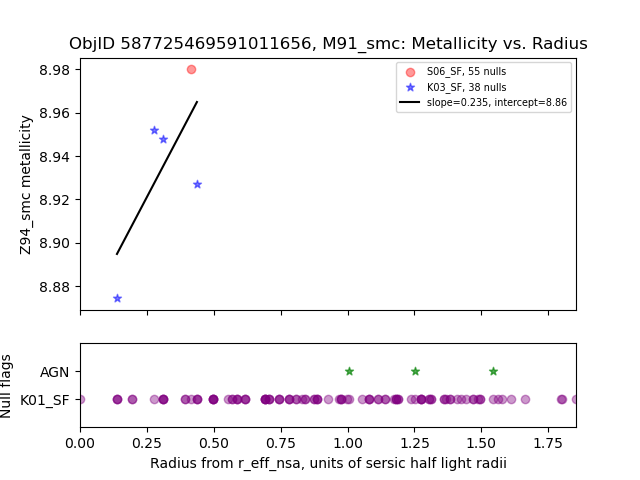 ObjID 587725469591011656, M91_smc: Metallicity vs. Radius
8.98
8.96
8.94
8.92
8.90
8.88
Z94_smc metallicity
S06_SF, 55 nulls
K03_SF, 38 nulls
slope=0.235, intercept=8.86
Null flags
AGN
K01_SF
0.00 0.25 0.50 0.75 1.00 1.25 1.50 1.75
Radius from r_eff_nsa, units of sersic half light radii